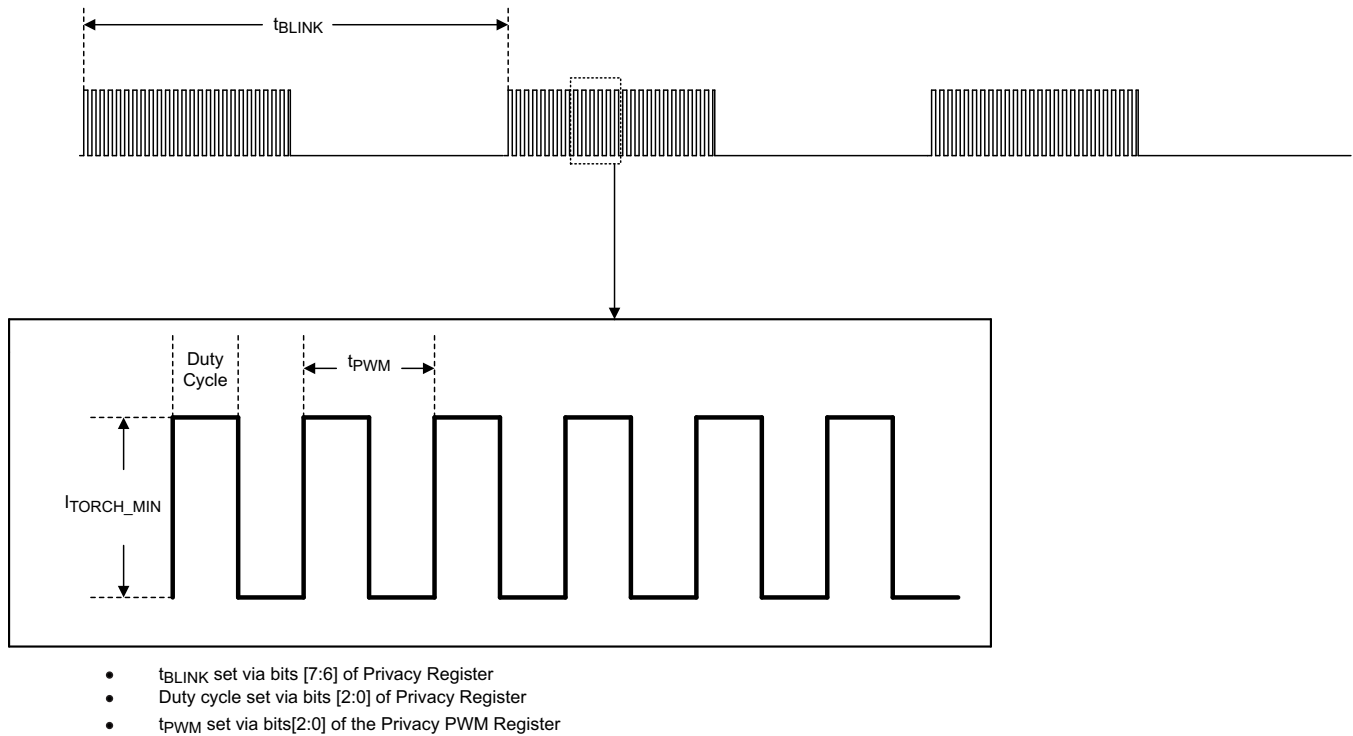 tBLINK
Duty
Cycle
tPWM
ITORCH_MIN
• tBLINK set via bits [7:6] of Privacy Register
• Duty cycle set via bits [2:0] of Privacy Register
• tPWM set via bits[2:0] of the Privacy PWM Register